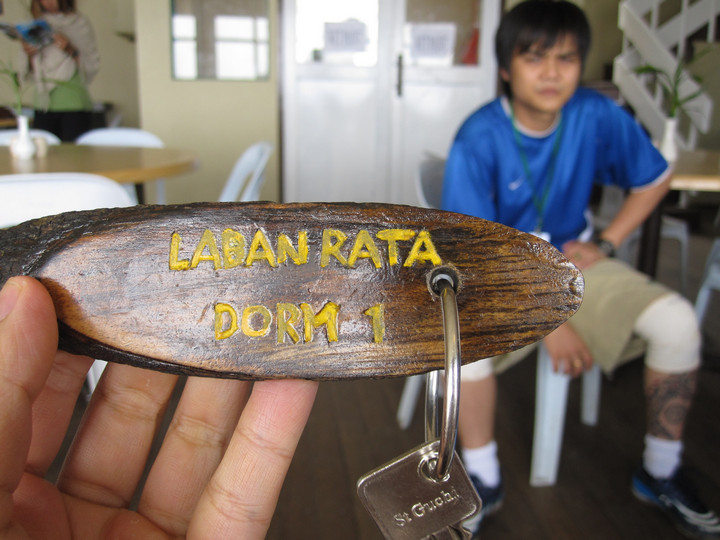 LABAN RATA
DORM 1
St Guchi